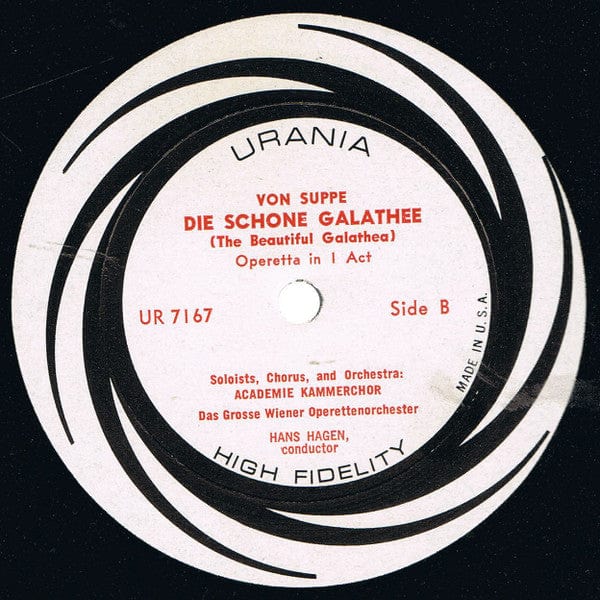 URANIA
VON SUPPE
DIE SCHONE GALATHEE
(The Beautiful Galathea)
Operetta in 1 Act
UR 7167
Side B
MADE IN U.S.A.
Soloists, Chorus, and Orchestra:
ACADEMIE KAMMERCHOR
Das Grosse Wiener Operettenorchester
HANS HAGEN,
conductor
HIGH FIDELITY